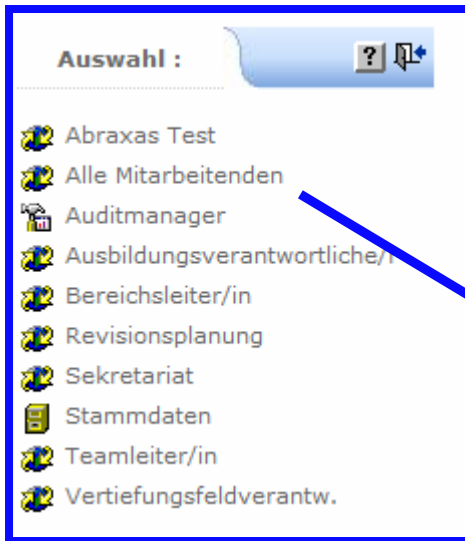 Auswahl :
?
Abraxas Test
Alle Mitarbeitenden
Auditmanager
Ausbildungsverantwortliche/r
Bereichsleiter/in
Revisionsplanung
Sekretariat
Stammdaten
Teamleiter/in
Vertiefungsfeldverantw.